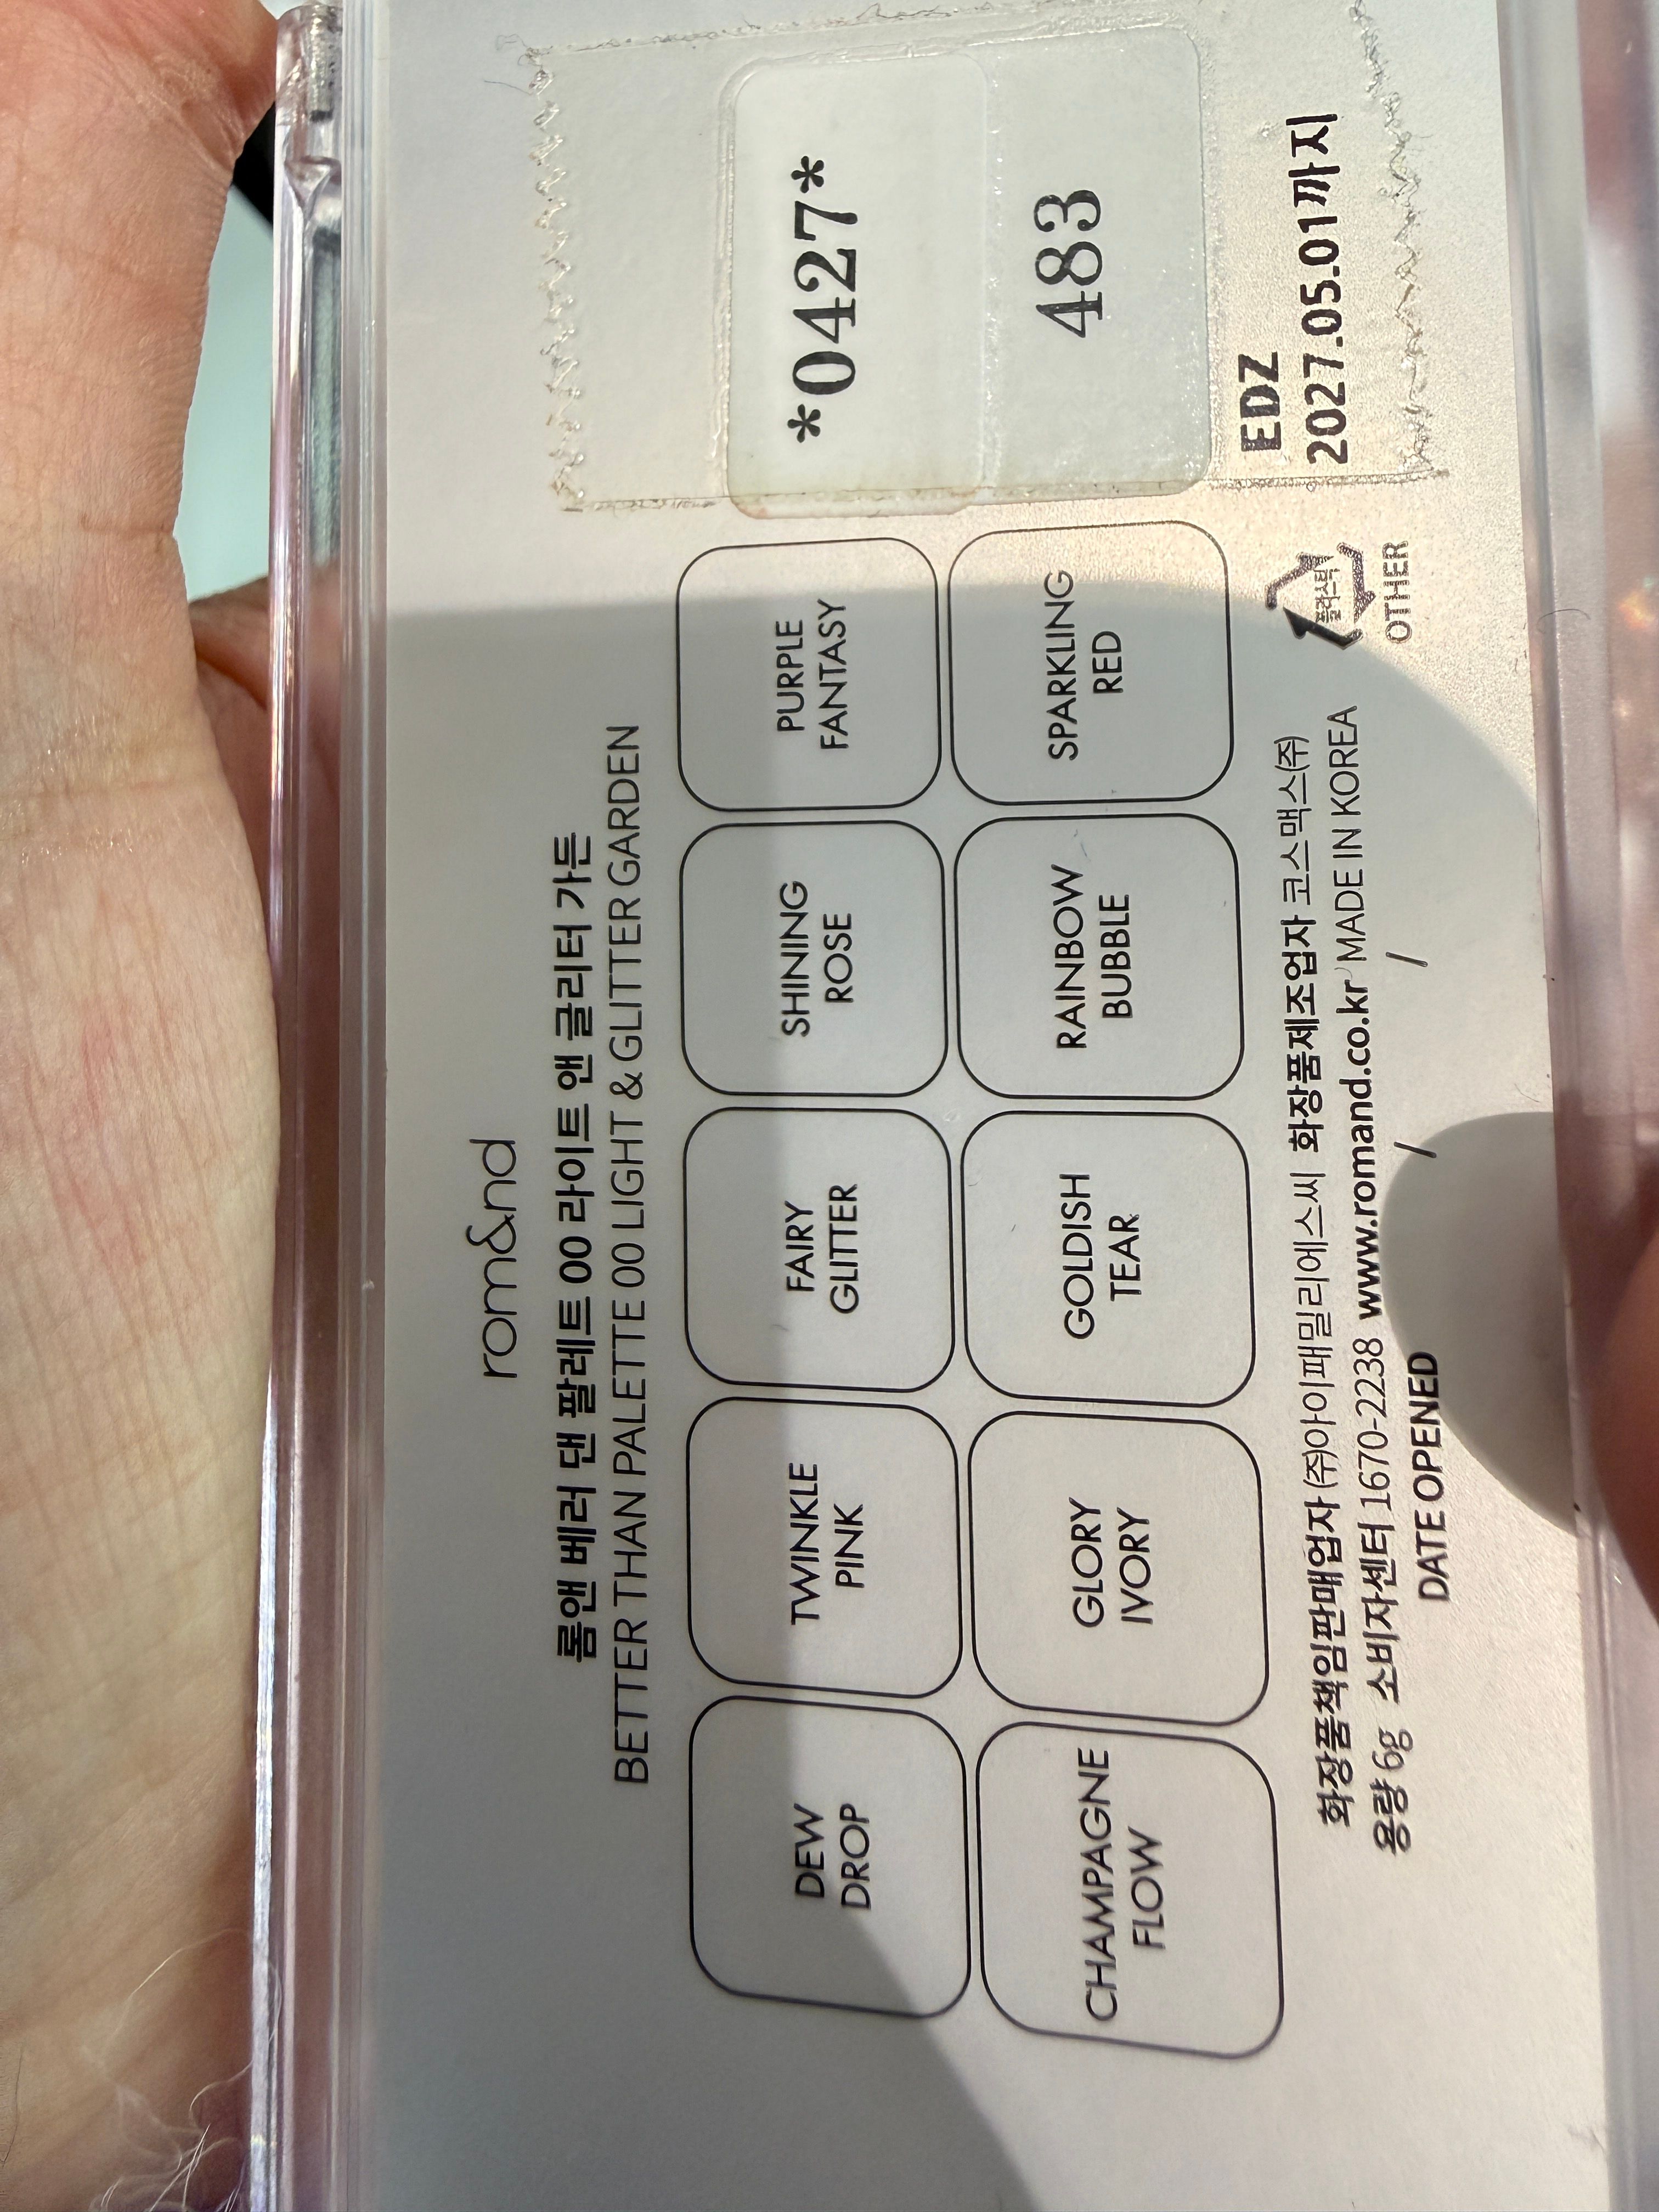 rom&nd
롬앤 베러 댄 팔레트 00 라이트 앤 글리터 가든
BETTER THAN PALETTE 00 LIGHT & GLITTER GARDEN
DEW
DROP
TWINKLE
PINK
FAIRY
GLITTER
SHINING
ROSE
PURPLE
FANTASY
CHAMPAGNE
FLOW
GLORY
IVORY
GOLDISH
TEAR
RAINBOW
BUBBLE
SPARKLING
RED
*0427*
483
화장품책임판매업자 (주)아이패밀리에스씨 화장품제조업자 코스맥스(주)
용량 6g 소비자센터 1670-2238 www.romand.co.kr MADE IN KOREA
DATE OPENED / /
플라스틱
OTHER
EDZ
2027.05.01까지